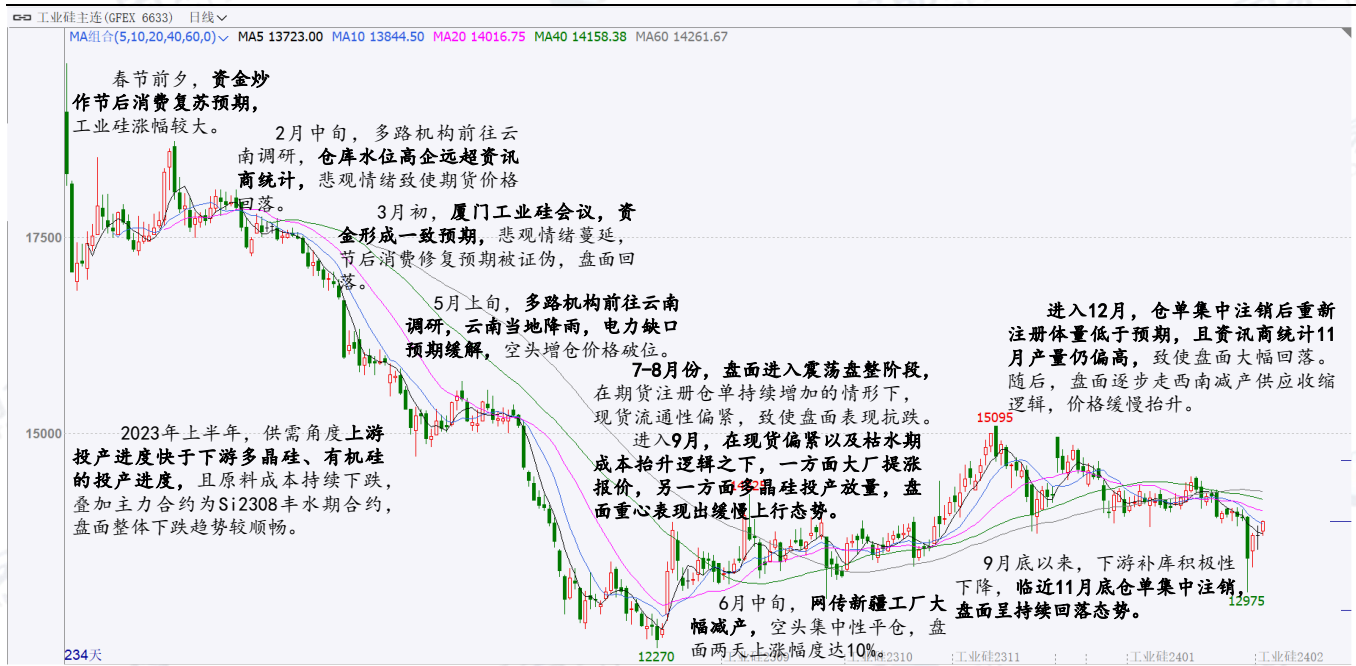 工业硅主连(GFEX 6633) 日线
MA组合(5,10,20,40,60,0) MA5 13723.00 MA10 13844.50 MA20 14016.75 MA40 14158.38 MA60 14261.67
春节前夕，资金炒
作节后消费复苏预期，
工业硅涨幅较大。
2月中旬，多路机构前往云
南调研，仓库水位高企远超资讯
商统计，悲观情绪致使期货价格
回落。
3月初，厦门工业硅会议，资
金形成一致预期，悲观情绪蔓延，
节后消费修复预期被证伪，盘面回
落。
17500
5月上旬，多路机构前往云南
调研，云南当地降雨，电力缺口
预期缓解，空头增仓价格破位。
进入12月，仓单集中注销后重新
注册体量低于预期，且资讯商统计11
月产量仍偏高，致使盘面大幅回落。
随后，盘面逐步走西南减产供应收缩
逻辑，价格缓慢抬升。
7-8月份，盘面进入震荡盘整阶段，
在期货注册仓单持续增加的情形下，
现货流通性偏紧，致使盘面表现抗跌。
进入9月，在现货偏紧以及枯水期
成本抬升逻辑之下，一方面大厂提涨
报价，另一方面多晶硅投产放量，盘
面重心表现出缓慢上行态势。
15095
15000
2023年上半年，供需角度上游
投产进度快于下游多晶硅、有机硅
的投产进度，且原料成本持续下跌，
叠加主力合约为Si2308丰水期合约，
盘面整体下跌趋势较顺畅。
9月底以来，下游补库积极性
下降，临近11月底仓单集中注销，
盘面呈持续回落态势。
12975
6月中旬，网传新疆工厂大
幅减产，空头集中性平仓，盘
面两天上涨幅度达10%。
234天
12270
工业硅2309
工业硅2310
工业硅2311
工业硅2401
工业硅2402